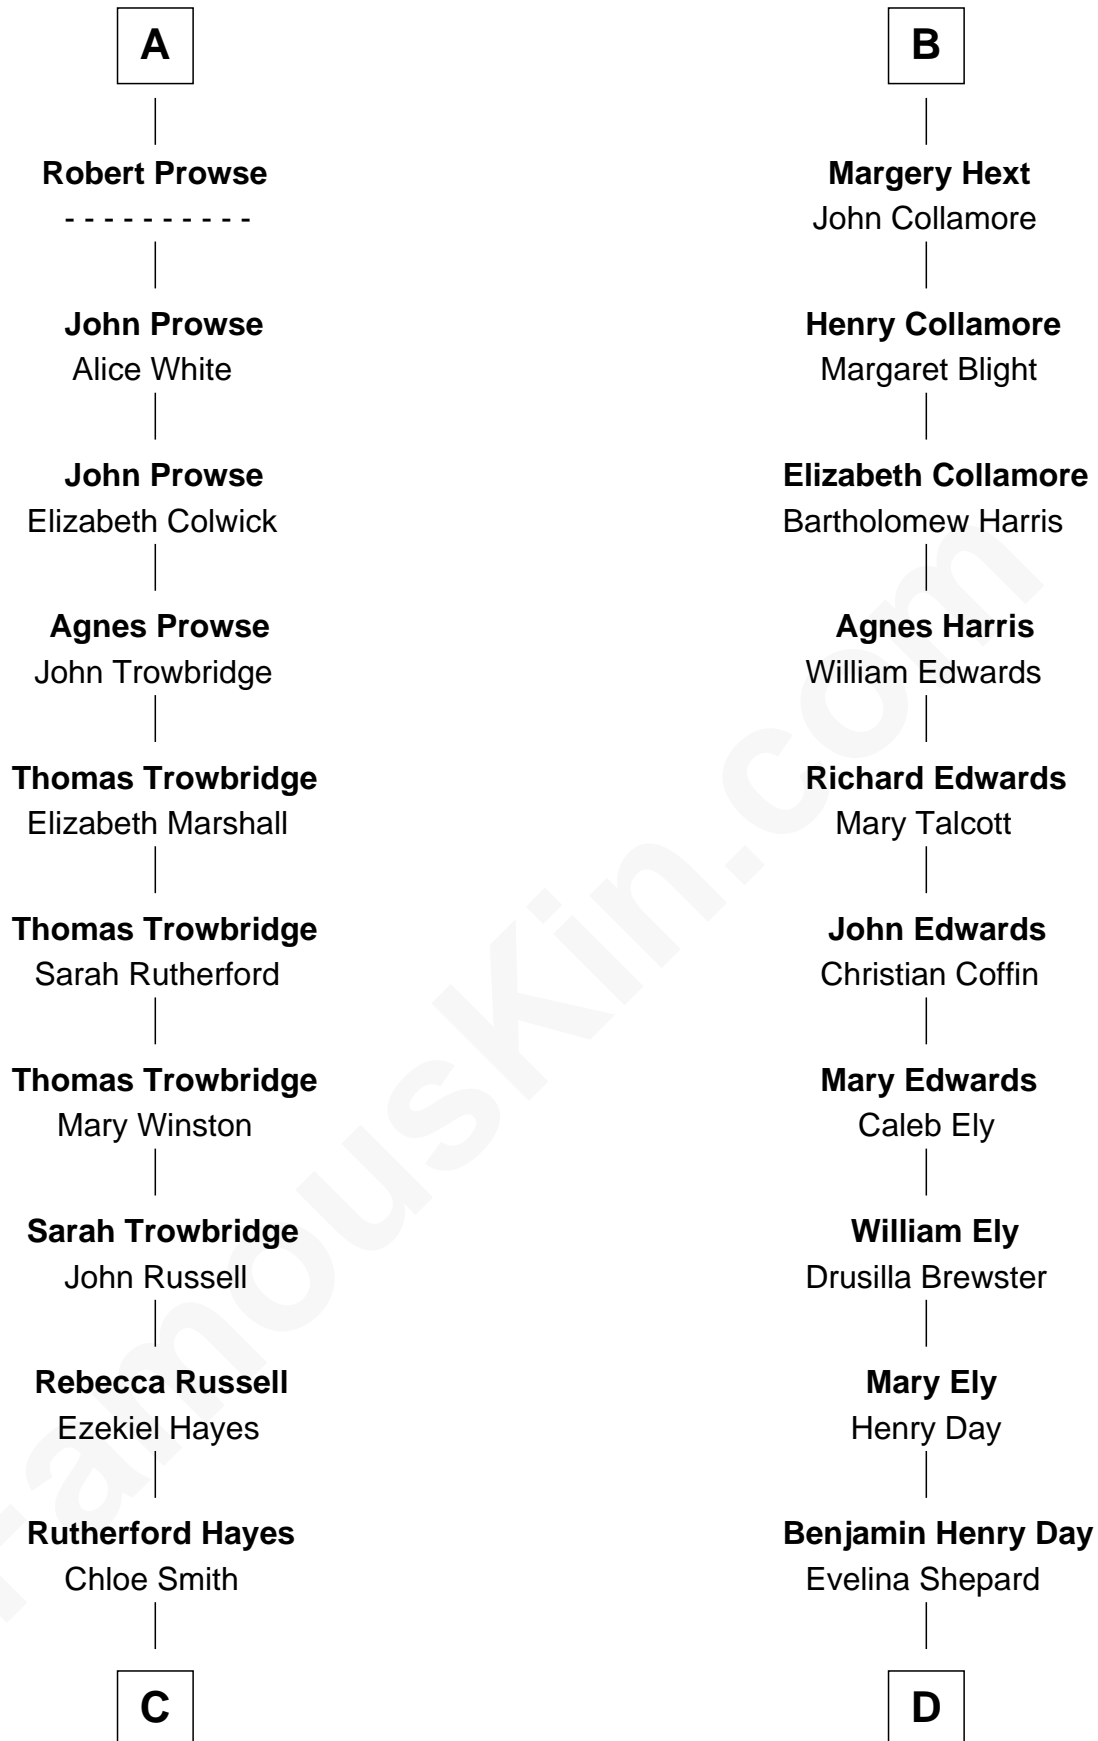 A
Robert Prowse
- - - - - - - - - -
John Prowse
Alice White
John Prowse
Elizabeth Colwick
Agnes Prowse
John Trowbridge
Thomas Trowbridge
Elizabeth Marshall
Thomas Trowbridge
Sarah Rutherford
Thomas Trowbridge
Mary Winston
Sarah Trowbridge
John Russell
Rebecca Russell
Ezekiel Hayes
Rutherford Hayes
Chloe Smith
C
B
Margery Hext
John Collamore
Henry Collamore
Margaret Blight
Elizabeth Collamore
Bartholomew Harris
Agnes Harris
William Edwards
Richard Edwards
Mary Talcott
John Edwards
Christian Coffin
Mary Edwards
Caleb Ely
William Ely
Drusilla Brewster
Mary Ely
Henry Day
Benjamin Henry Day
Evelina Shepard
D
FamousKin.com